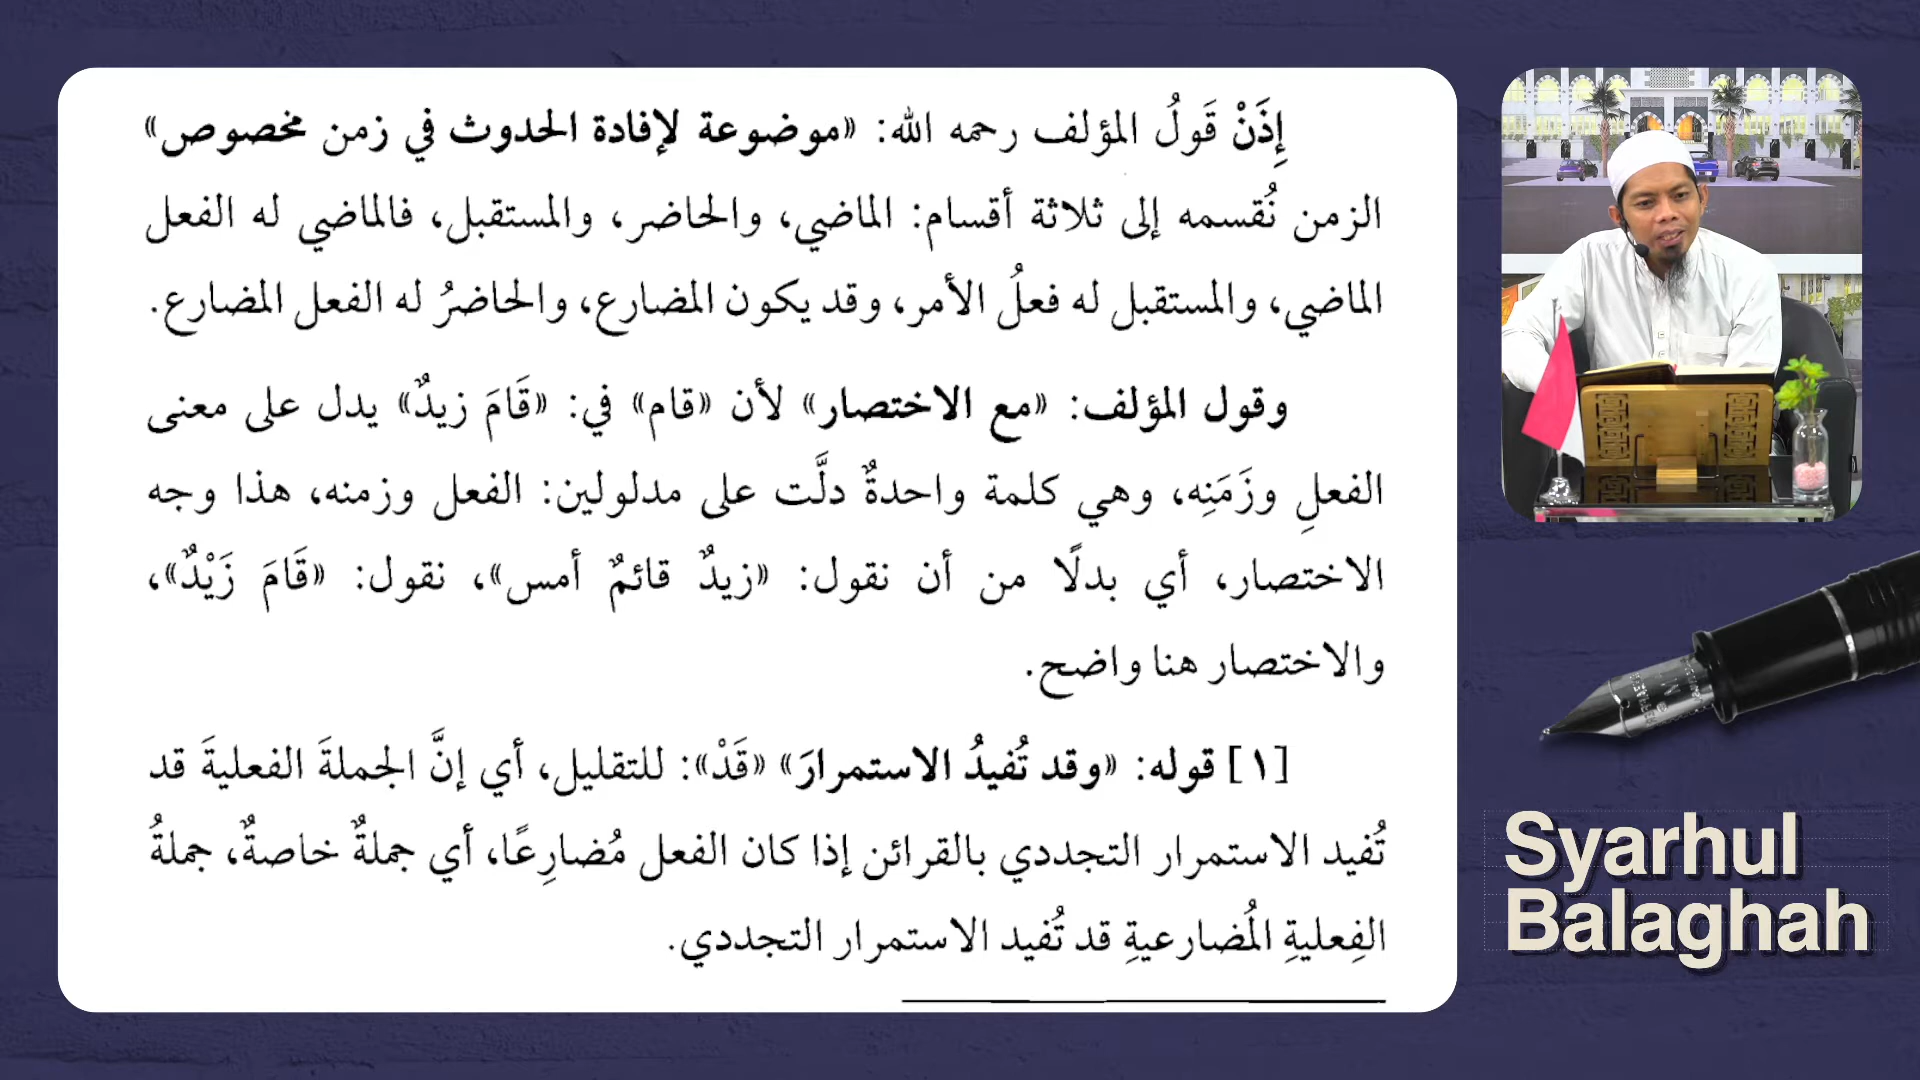 إِذَنْ قَولُ المؤلف رحمه الله: «موضوعة لإفادة الحدوث في زمن مخصوص»
الزمن نُقسمه إلى ثلاثة أقسام: الماضي، والحاضر، والمستقبل، فالماضي له الفعل
الماضي، والمستقبل له فعلُ الأمر، وقد يكون المضارع، والحاضرُ له الفعل المضارع.
وقول المؤلف: «مع الاختصار» لأن «قام» في: «قَامَ زيدٌ» يدل على معنى
الفعلِ وزَمَنِه، وهي كلمة واحدةٌ دلَّت على مدلولين: الفعل وزمنه، هذا وجه
الاختصار، أي بدلًا من أن نقول: «زيدٌ قائمٌ أمس»، نقول: «قَامَ زَيْدٌ»،
والاختصار هنا واضح.
[١] قوله: «وقد تُفيدُ الاستمرارَ» «قَدْ»: للتقليل، أي إنَّ الجملةَ الفعليةَ قد
تُفيد الاستمرار التجددي بالقرائن إذا كان الفعل مُضارِعًا، أي جملةٌ خاصةٌ، جملةُ
الفِعليةِ المُضارعيةِ قد تُفيد الاستمرار التجددي.
Syarhul
Balaghah